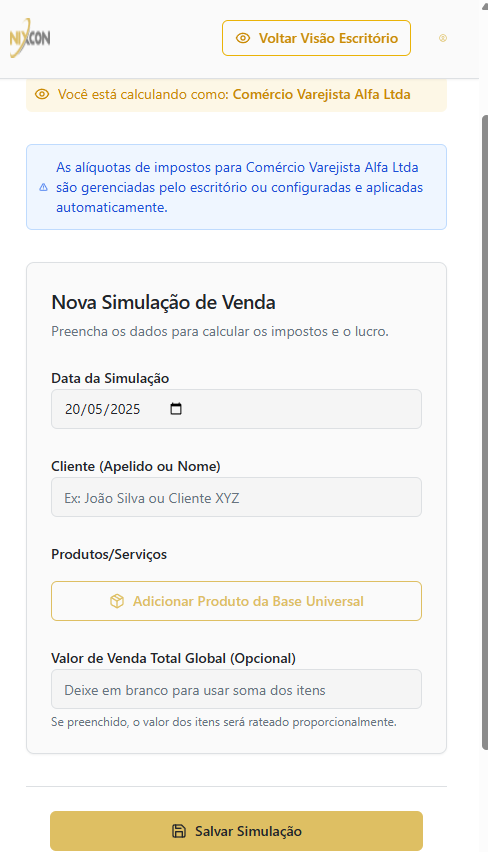 NIXCON
Voltar Visão Escritório
Você está calculando como: Comércio Varejista Alfa Ltda
As alíquotas de impostos para Comércio Varejista Alfa Ltda
são gerenciadas pelo escritório ou configuradas e aplicadas
automaticamente.
Nova Simulação de Venda
Preencha os dados para calcular os impostos e o lucro.
Data da Simulação
20/05/2025
Cliente (Apelido ou Nome)
Ex: João Silva ou Cliente XYZ
Produtos/Serviços
Adicionar Produto da Base Universal
Valor de Venda Total Global (Opcional)
Deixe em branco para usar soma dos itens
Se preenchido, o valor dos itens será rateado proporcionalmente.
Salvar Simulação